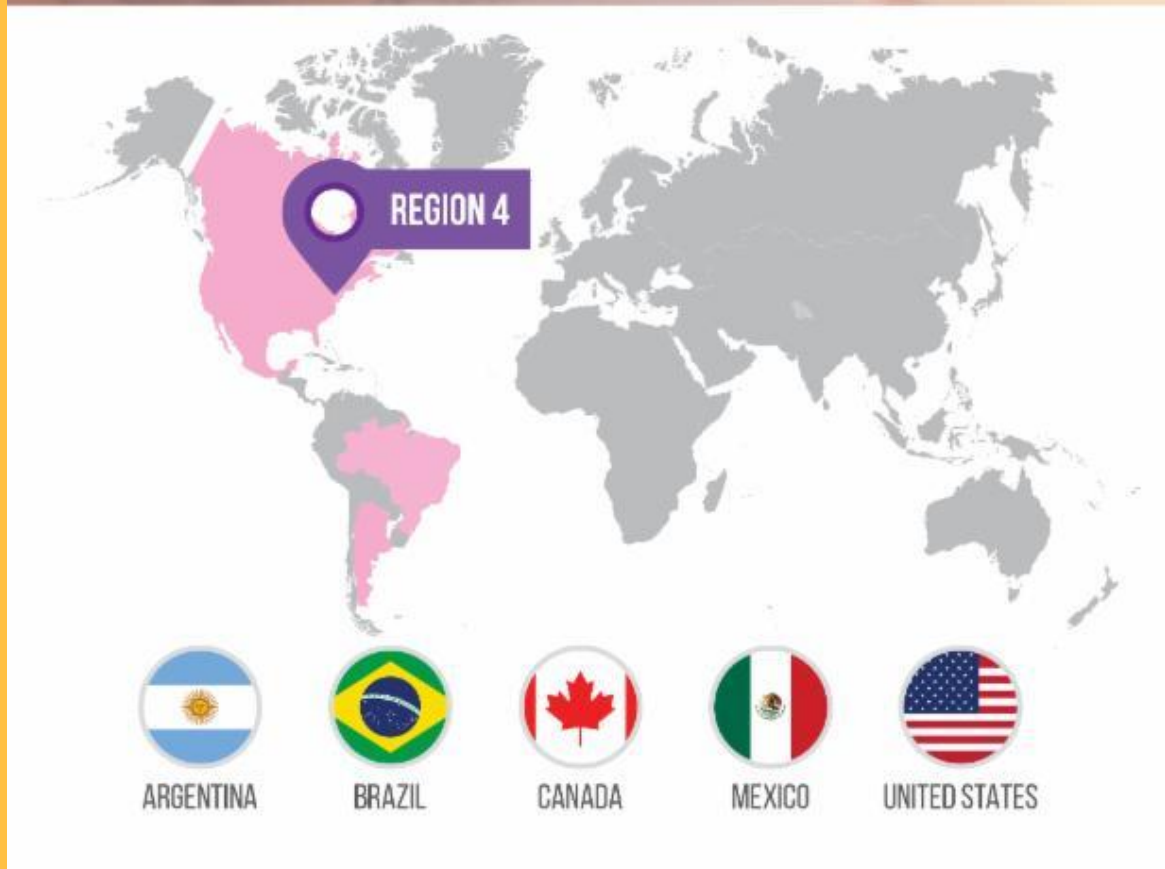 REGION 4
ARGENTINA
BRAZIL
CANADA
MEXICO
UNITED STATES